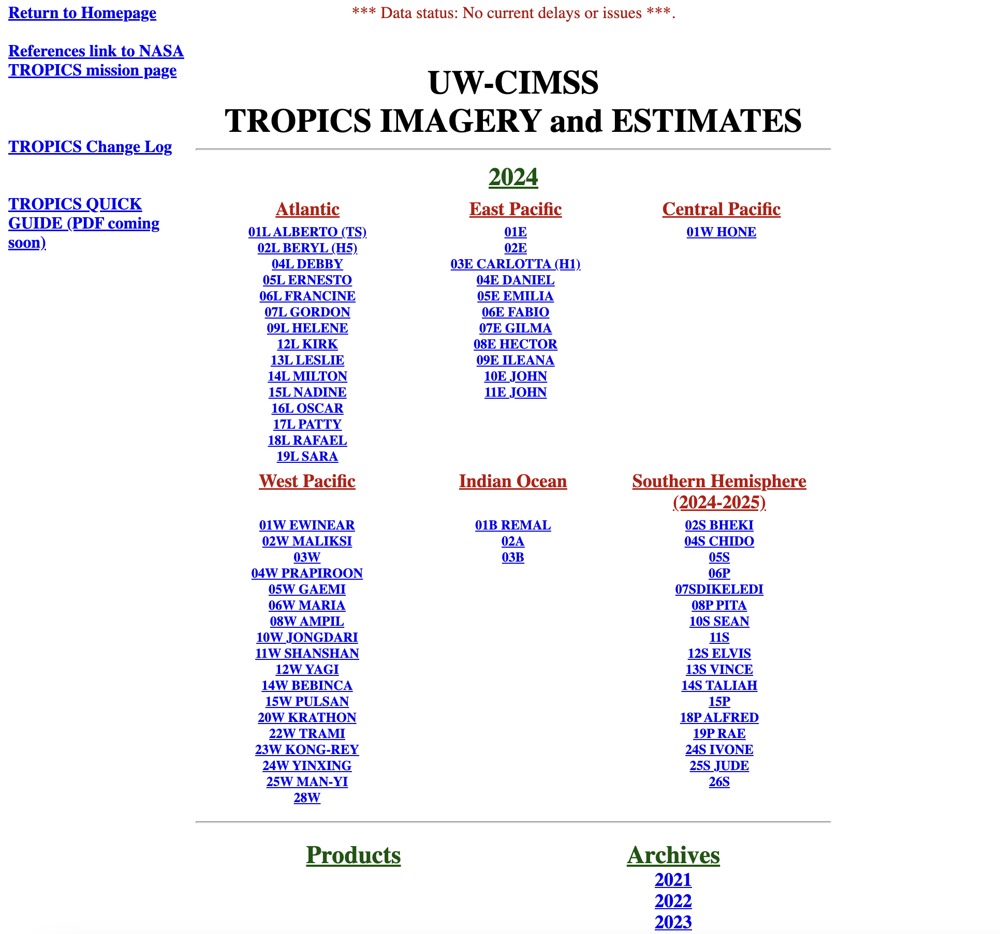 Return to Homepage
*** Data status: No current delays or issues ***.
References link to NASA
TROPICS mission page
TROPICS Change Log
TROPICS QUICK
GUIDE (PDF coming
soon)
UW-CIMSS
TROPICS IMAGERY and ESTIMATES
2024
Atlantic
01L ALBERTO (TS)
02L BERYL (H5)
04L DEBBY
05L ERNESTO
06L FRANCINE
07L GORDON
09L HELENE
12L KIRK
13L LESLIE
14L MILTON
15L NADINE
16L OSCAR
17L PATTY
18L RAFAEL
19L SARA
East Pacific
01E
02E
03E CARLOTTA (H1)
04E DANIEL
05E EMILIA
06E FABIO
07E GILMA
08E HECTOR
09E ILEANA
10E JOHN
11E JOHN
Central Pacific
01W HONE
West Pacific
01W EWINEAR
02W MALIKSI
03W
04W PRAPIROON
05W GAEMI
06W MARIA
08W AMPIL
10W JONGDARI
11W SHANSHAN
12W YAGI
14W BEBINCA
15W PULSAN
20W KRATHON
22W TRAMI
23W KONG-REY
24W YINXING
25W MAN-YI
28W
Indian Ocean
01B REMAL
02A
03B
Southern Hemisphere
(2024-2025)
02S BHEKI
04S CHIDO
05S
06P
07SDIKELEDI
08P PITA
10S SEAN
11S
12S ELVIS
13S VINCE
14S TALIAH
15P
18P ALFRED
19P RAE
24S IVONE
25S JUDE
26S
Products
Archives
2021
2022
2023